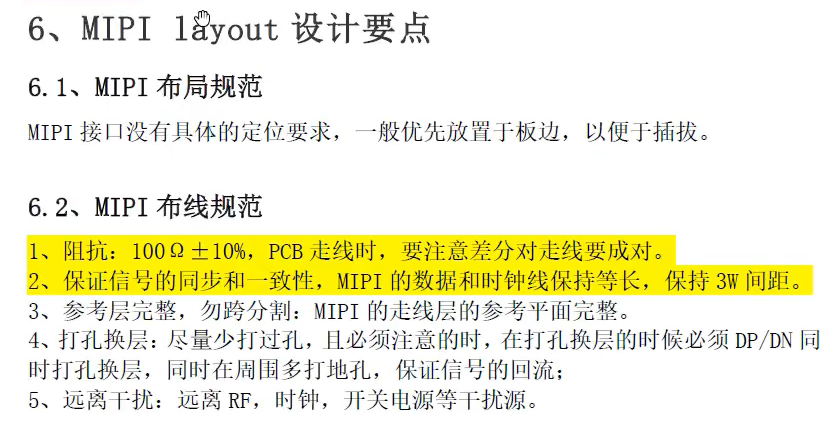 6、MIPI layout 设计要点
6.1、MIPI 布局规范
MIPI 接口没有具体的定位要求，一般优先放置于板边，以便于插拔。
6.2、MIPI 布线规范
1、阻抗：100Ω±10%，PCB 走线时，要注意差分对走线要成对。
2、保证信号的同步和一致性，MIPI 的数据和时钟线保持等长，保持 3W 间距。
3、参考层完整，勿跨分割：MIPI 的走线层的参考平面完整。
4、打孔换层：尽量少打过孔，且必须注意的时，在打孔换层的时候必须 DP/DN 同
时打孔换层，同时在周围多打地孔，保证信号的回流；
5、远离干扰：远离 RF，时钟，开关电源等干扰源。